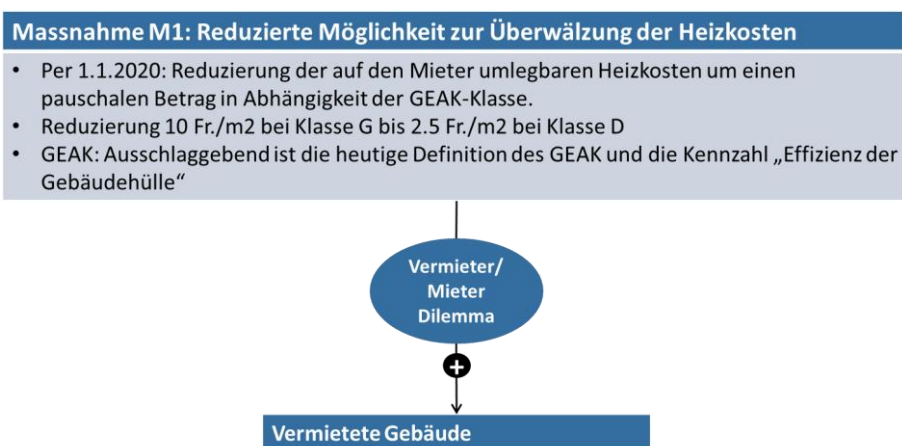 Massnahme M1: Reduzierte Möglichkeit zur Überwälzung der Heizkosten
• Per 1.1.2020: Reduzierung der auf den Mieter umlegbaren Heizkosten um einen
pauschalen Betrag in Abhängigkeit der GEAK-Klasse.
• Reduzierung 10 Fr./m2 bei Klasse G bis 2.5 Fr./m2 bei Klasse D
• GEAK: Ausschlaggebend ist die heutige Definition des GEAK und die Kennzahl „Effizienz der
Gebäudehülle“
Vermieter/
Mieter
Dilemma
+
Vermietete Gebäude